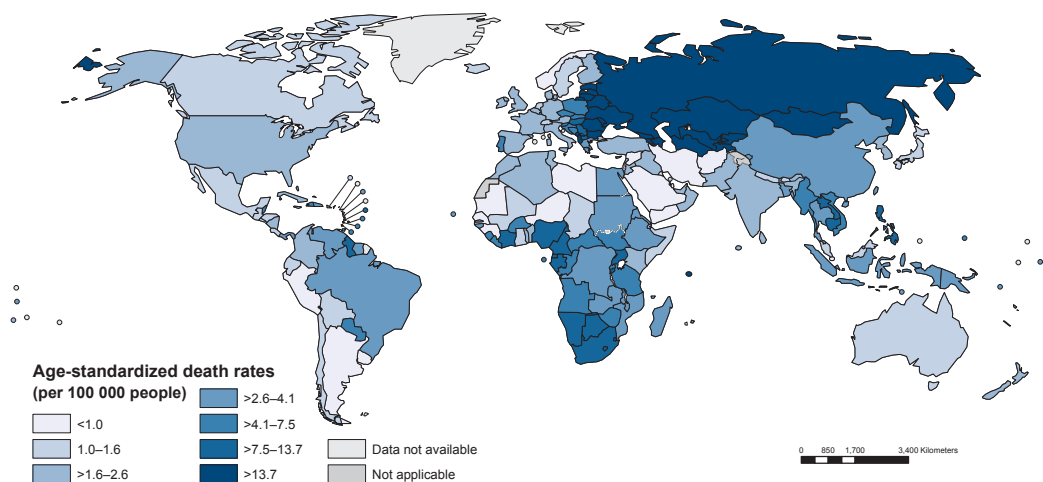 Age-standardized death rates
(per 100 000 people)
<1.0
1.0–1.6
>1.6–2.6
>2.6–4.1
>4.1–7.5
>7.5–13.7
>13.7
Data not available
Not applicable
0 850 1,700 3,400 Kilometers